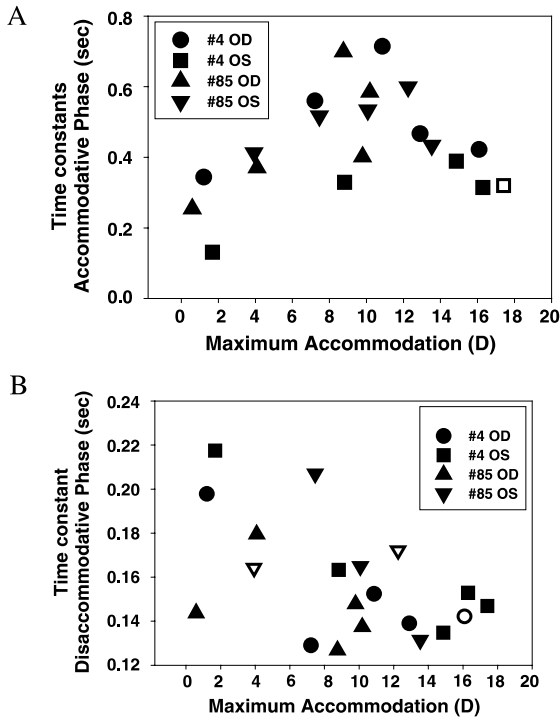 A
#4 OD
#4 OS
#85 OD
#85 OS
Time constants
Accommodative Phase (sec)
0.8
0.6
0.4
0.2
0.0
0 2 4 6 8 10 12 14 16 18 20
Maximum Accommodation (D)
B
#4 OD
#4 OS
#85 OD
#85 OS
Time constant
Disaccommodative Phase (sec)
0.24
0.22
0.20
0.18
0.16
0.14
0.12
0 2 4 6 8 10 12 14 16 18 20
Maximum Accommodation (D)